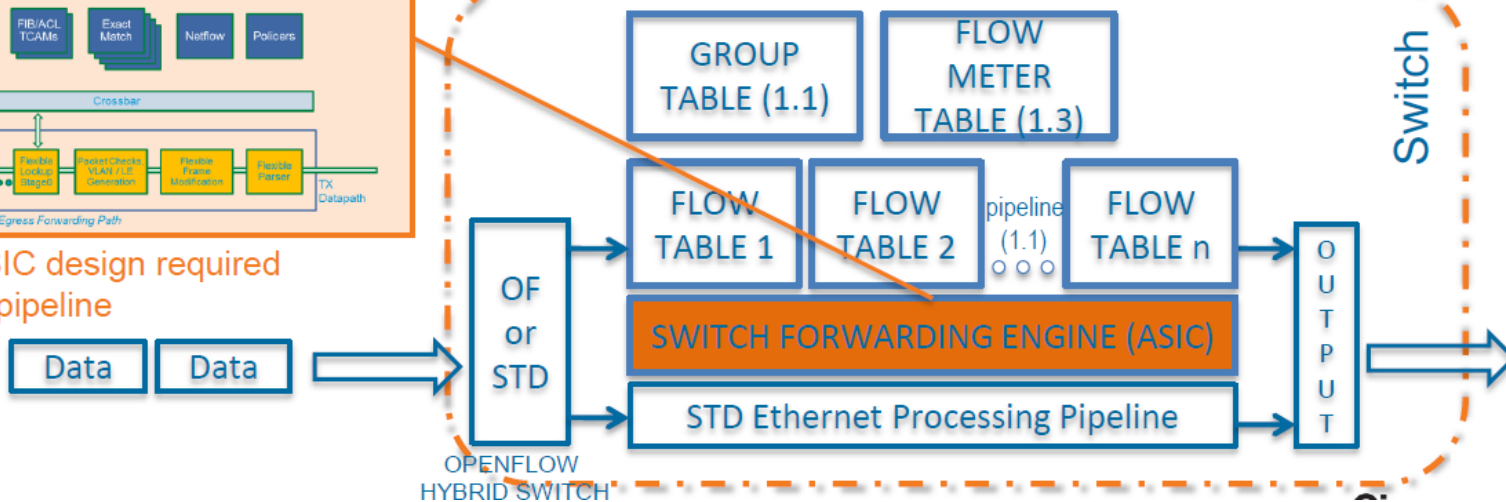 FIB/ACL
TCAMs
Exact
Match
Netflow
Policers
Crossbar
Flexible
Lookup
Stage0
Packet Checks,
VLAN / LE
Generation
Flexible
Frame
Modification
Flexible
Parser
TX
Datapath
Egress Forwarding Path
design required
pipeline
Data
Data
OF
or
STD
OPENFLOW
HYBRID SWITCH
GROUP
TABLE (1.1)
FLOW
METER
TABLE (1.3)
FLOW
TABLE 1
FLOW
TABLE 2
pipeline
(1.1)
FLOW
TABLE n
SWITCH FORWARDING ENGINE (ASIC)
STD Ethernet Processing Pipeline
OUTPUT
Switch